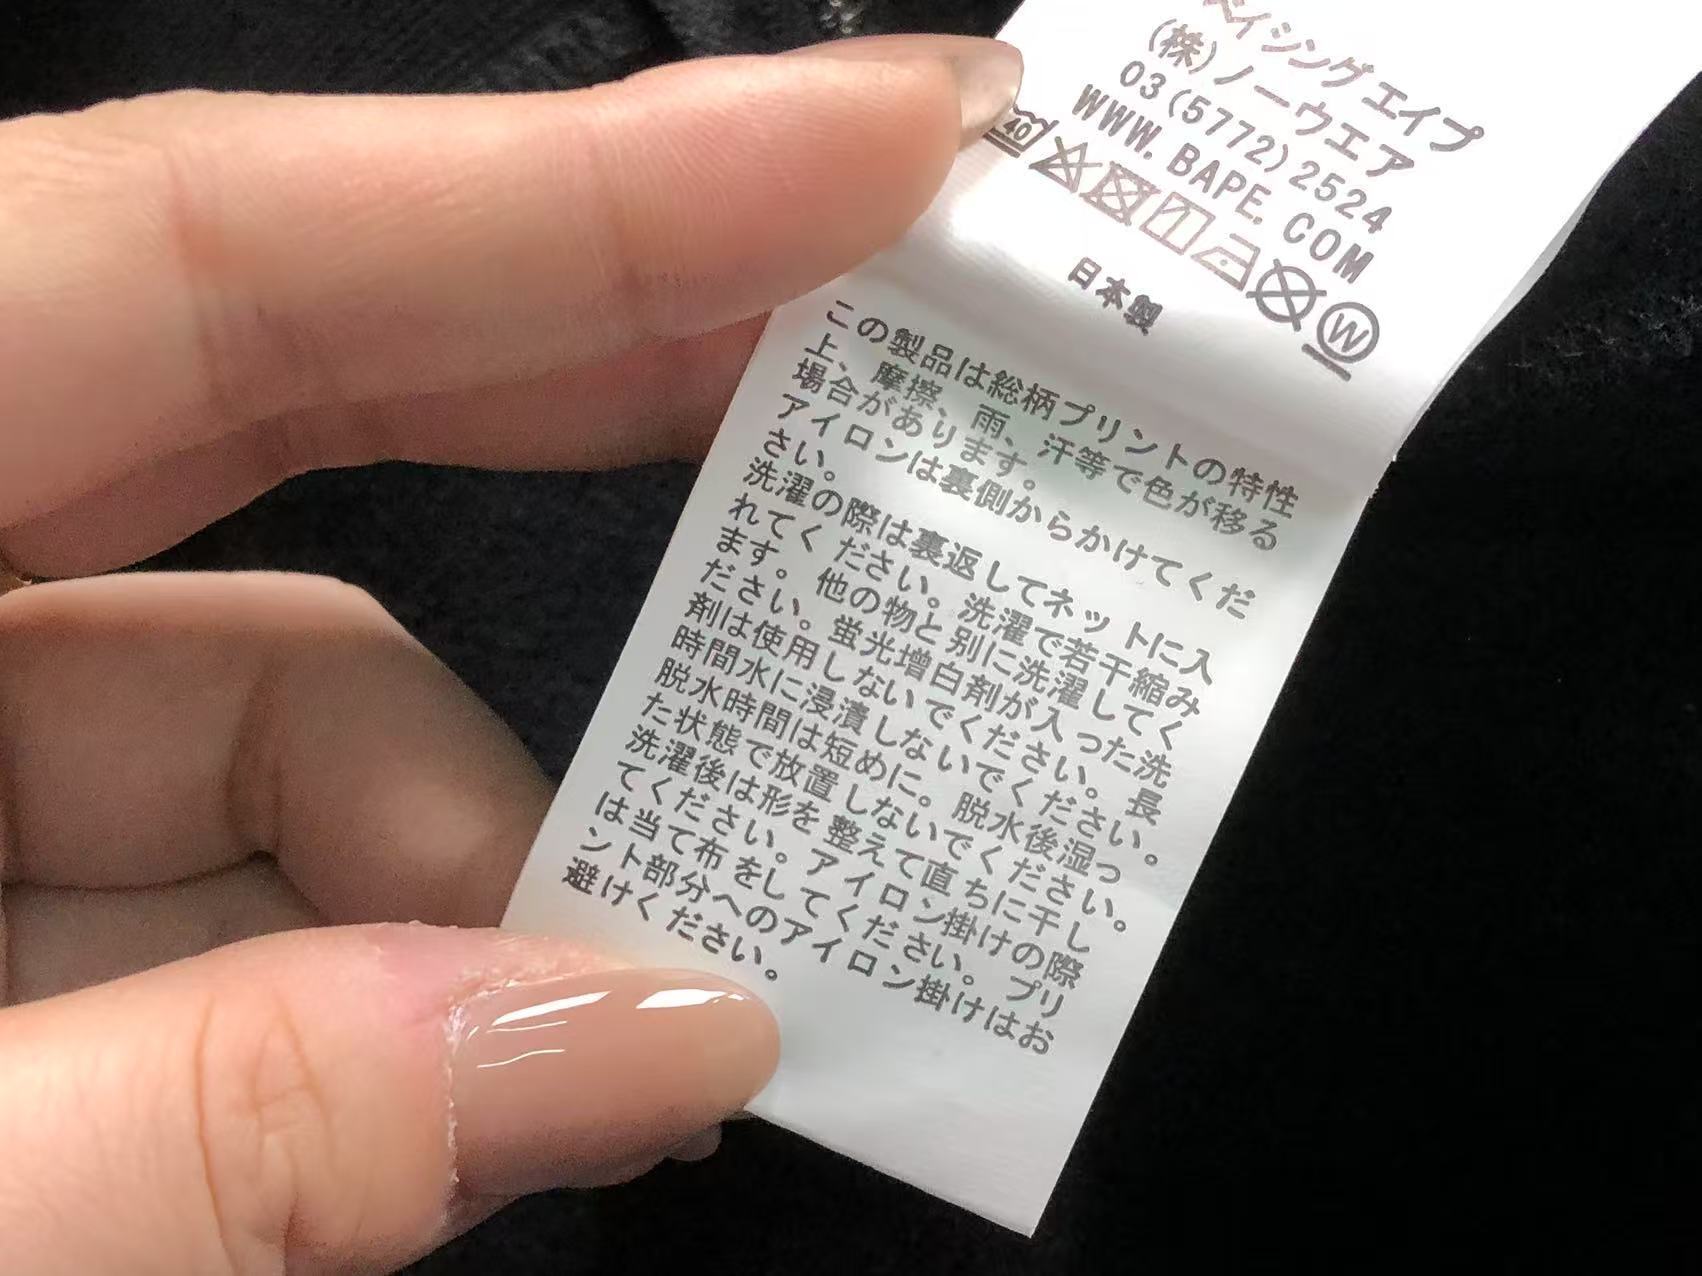 ベイシングエイプ
(株)ノーウエア
03(5772)2524
WWW.BAPE.COM
40
W
日本製
この製品は総柄プリントの特性
上、摩擦、雨、汗等で色が移る
場合があります。
アイロンは裏側からかけてくだ
さい。
洗濯の際は裏返してネットに入
れてください。洗濯で若干縮み
ます。他の物と別に洗濯してく
ださい。蛍光増白剤が入った洗
剤は使用しないでください。長
時間水に浸漬しないでください。
脱水時間は短めに。脱水後湿っ
た状態で放置しないでください。
洗濯後は形を整えて直ちに干し
てください。アイロン掛けの際
は当て布をしてください。プリ
ント部分へのアイロン掛けはお
避けください。